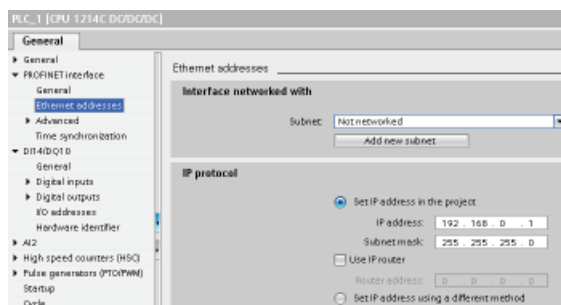 PLC_1 [CPU 1214C DC/DC/DC]
General
General
PROFINET interface
General
Ethernet addresses
Advanced
Time synchronization
DI14/DQ10
General
Digital inputs
Digital outputs
I/O addresses
Hardware identifier
AI2
High speed counters (HSC)
Pulse generators (PTO/PWM)
Startup
Cycle
Ethernet addresses
Interface networked with
Subnet: Not networked
Add new subnet
IP protocol
Set IP address in the project
IP address: 192 . 168 . 0 . 1
Subnet mask: 255 . 255 . 255 . 0
Use IP router
Router address: 0 . 0 . 0 . 0
Set IP address using a different method